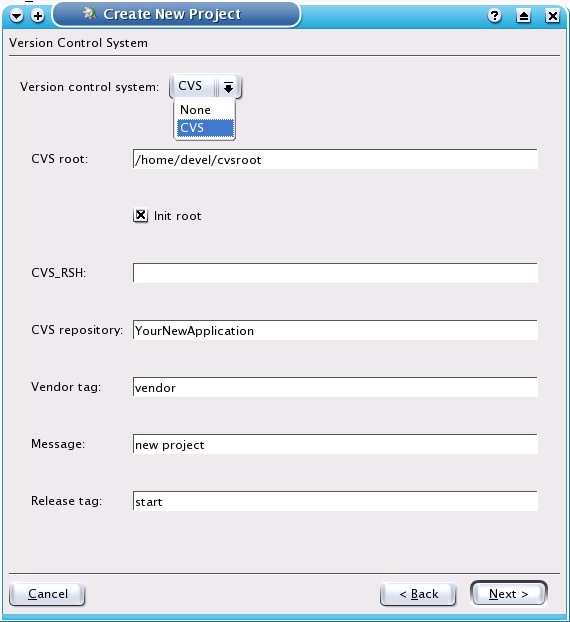 Create New Project
Version Control System
Version control system: CVS
None
CVS
CVS root: /home/devel/cvsroot
Init root
CVS_RSH:
CVS repository: YourNewApplication
Vendor tag: vendor
Message: new project
Release tag: start
Cancel < Back Next >